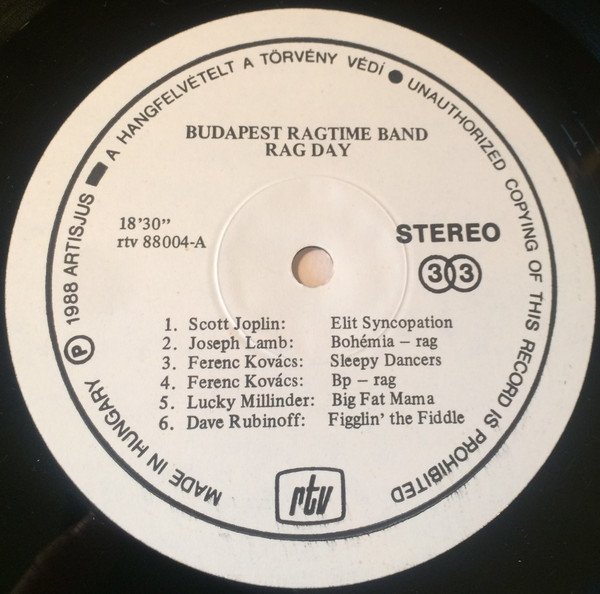 MADE IN HUNGARY Ⓟ 1988 ARTISJUS ▬ A HANGFELVÉTELT A TÖRVÉNY VÉDI ● UNAUTHORIZED COPYING OF THIS RECORD IS PROHIBITED
BUDAPEST RAGTIME BAND
RAG DAY
18'30"
rtv 88004-A
STEREO
33
1. Scott Joplin: Elit Syncopation
2. Joseph Lamb: Bohémia – rag
3. Ferenc Kovács: Sleepy Dancers
4. Ferenc Kovács: Bp – rag
5. Lucky Millinder: Big Fat Mama
6. Dave Rubinoff: Figglin' the Fiddle
rtv